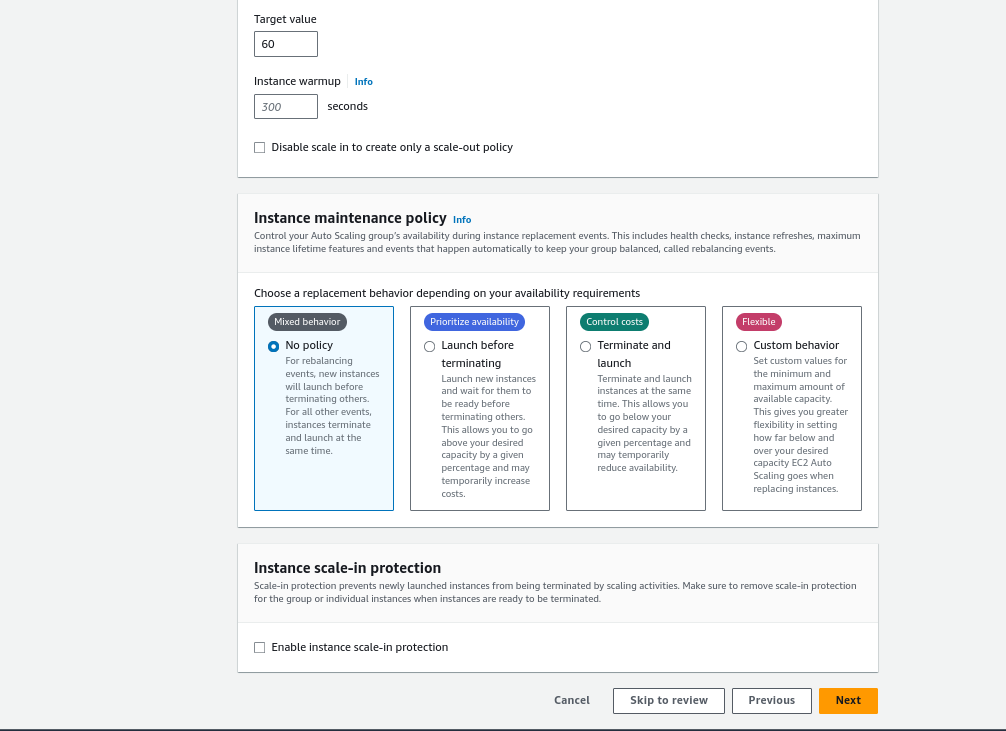 Target value
60
Instance warmup Info
300 seconds
Disable scale in to create only a scale-out policy
Instance maintenance policy Info
Control your Auto Scaling group's availability during instance replacement events. This includes health checks, instance refreshes, maximum
instance lifetime features and events that happen automatically to keep your group balanced, called rebalancing events.
Choose a replacement behavior depending on your availability requirements
Mixed behavior
No policy
For rebalancing
events, new instances
will launch before
terminating others.
For all other events,
instances terminate
and launch at the
same time.
Prioritize availability
Launch before
terminating
Launch new instances
and wait for them to
be ready before
terminating others.
This allows you to go
above your desired
capacity by a given
percentage and may
temporarily increase
costs.
Control costs
Terminate and
launch
Terminate and launch
instances at the same
time. This allows you
to go below your
desired capacity by a
given percentage and
may temporarily
reduce availability.
Flexible
Custom behavior
Set custom values for
the minimum and
maximum amount of
available capacity.
This gives you greater
flexibility in setting
how far below and
over your desired
capacity EC2 Auto
Scaling goes when
replacing instances.
Instance scale-in protection
Scale-in protection prevents newly launched instances from being terminated by scaling activities. Make sure to remove scale-in protection
for the group or individual instances when instances are ready to be terminated.
Enable instance scale-in protection
Cancel Skip to review Previous Next